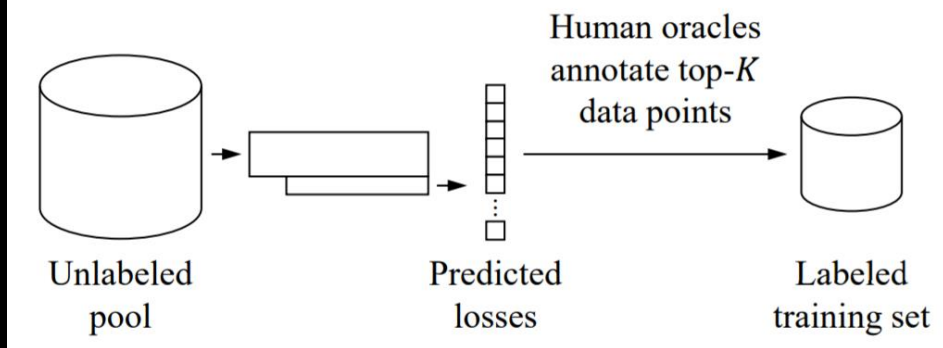 Human oracles
annotate top-K
data points
Unlabeled
pool
Predicted
losses
Labeled
training set